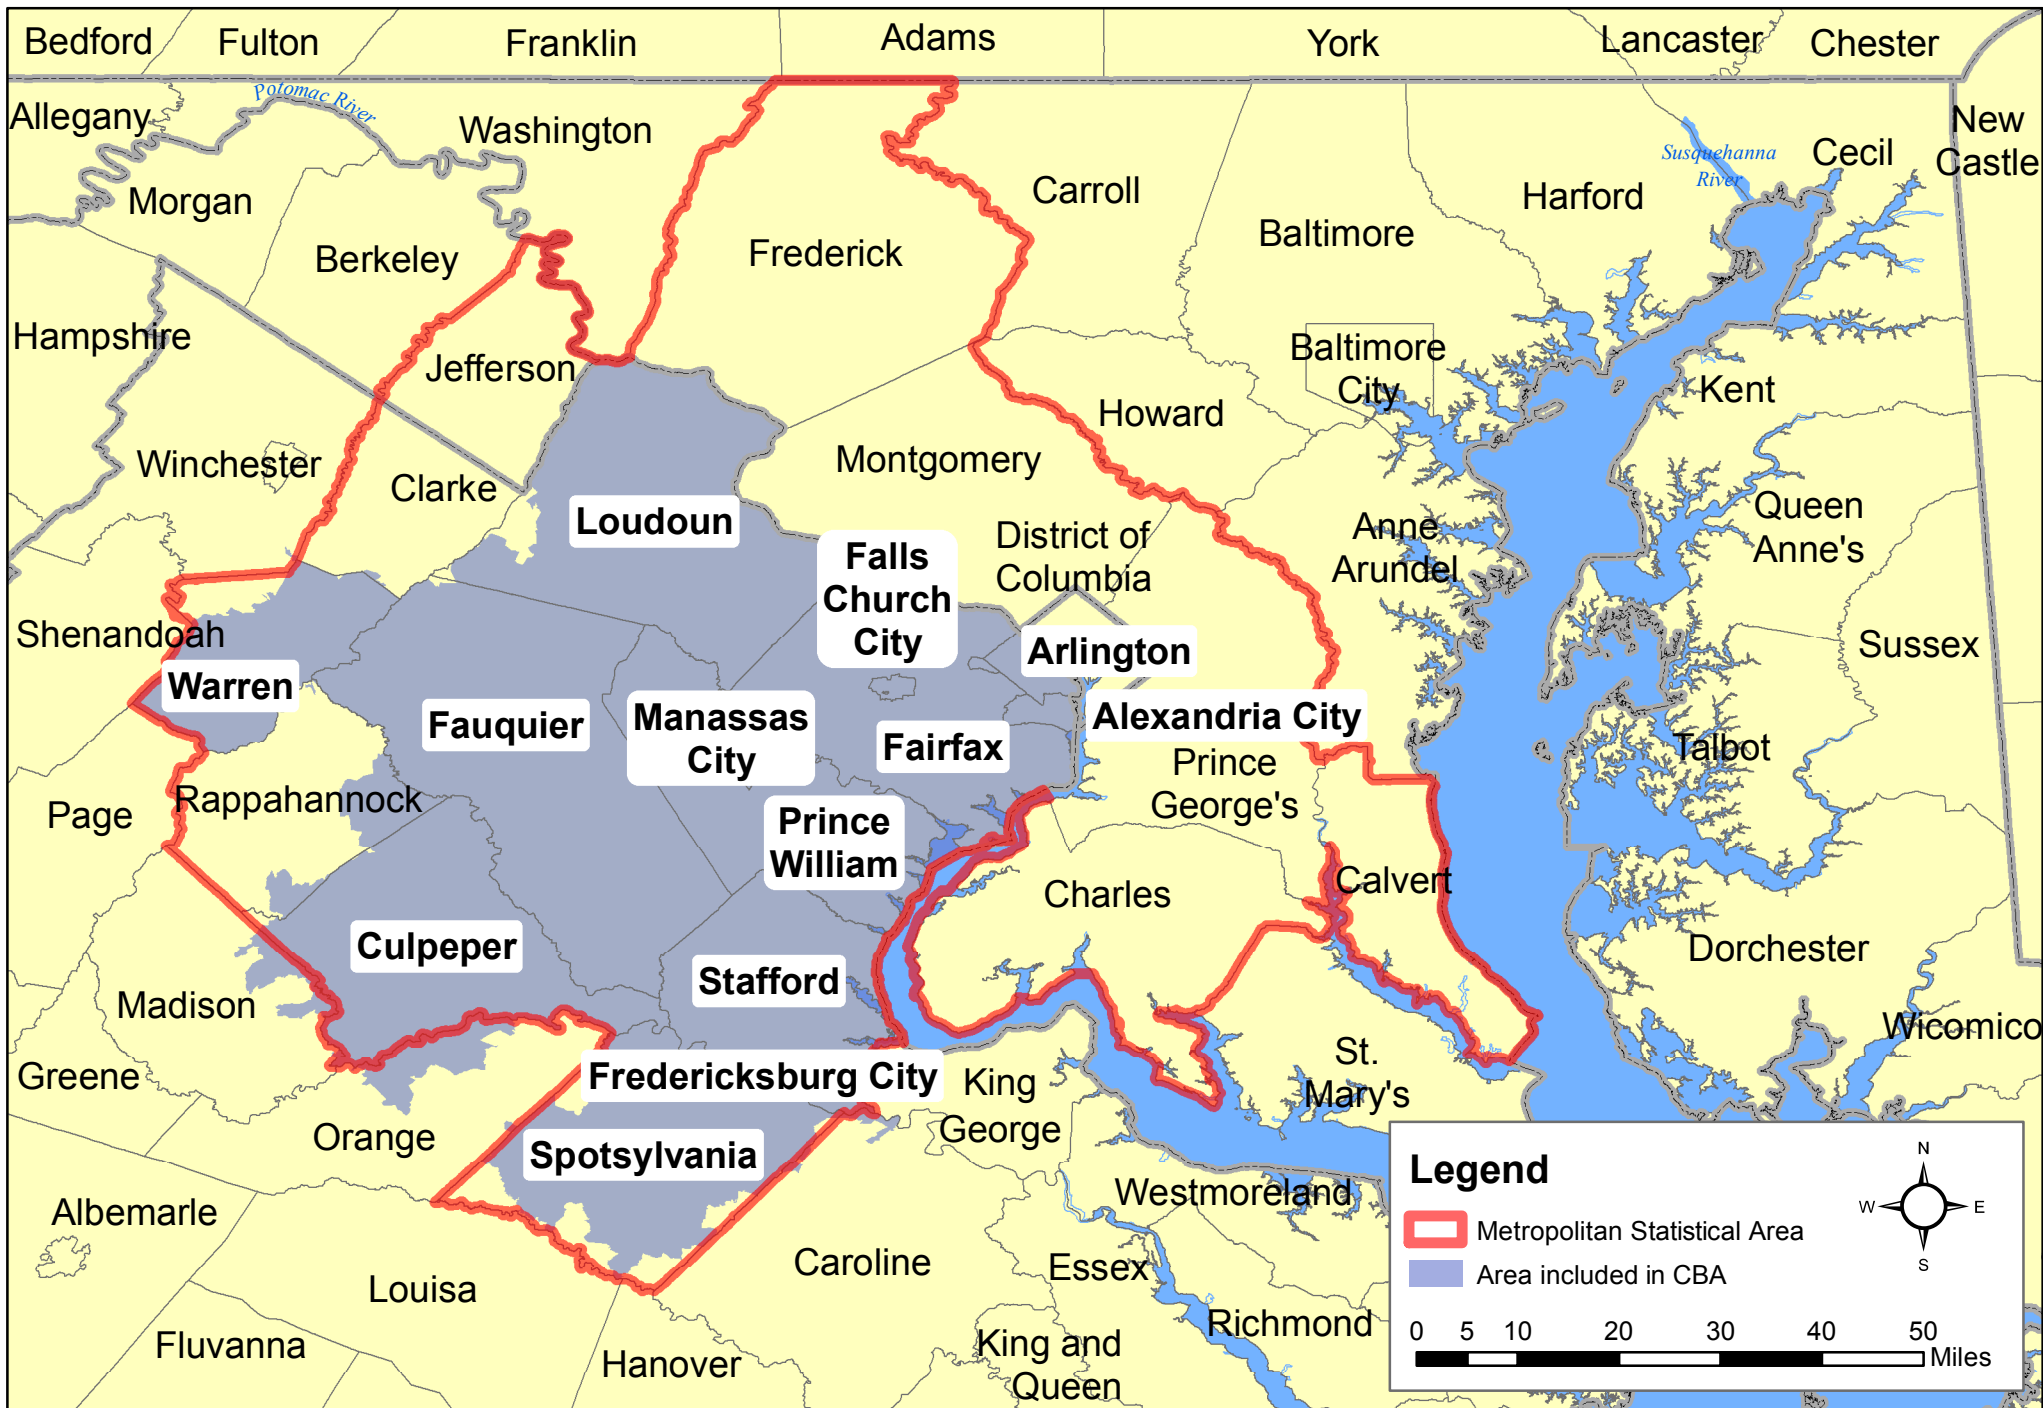 Bedford
Fulton
Franklin
Adams
York
Lancaster
Chester
Allegany
Potomac River
Washington
New
Castle
Cecil
Susquehanna
River
Morgan
Carroll
Harford
Berkeley
Frederick
Baltimore
Hampshire
Jefferson
Baltimore
City
Kent
Howard
Winchester
Clarke
Montgomery
Loudoun
Queen
Anne's
Anne
Arundel
District of
Columbia
Falls
Church
City
Shenandoah
Arlington
Sussex
Warren
Fauquier
Manassas
City
Fairfax
Alexandria City
Talbot
Prince
George's
Page
Rappahannock
Prince
William
Charles
Calvert
Culpeper
Stafford
Dorchester
Madison
Wicomico
Greene
Fredericksburg City
King
George
St.
Mary's
Orange
Spotsylvania
Albemarle
Westmoreland
Caroline
Essex
Louisa
Richmond
Fluvanna
Hanover
King and
Queen
Legend
Metropolitan Statistical Area
Area included in CBA
N
W
E
S
0 5 10 20 30 40 50
Miles